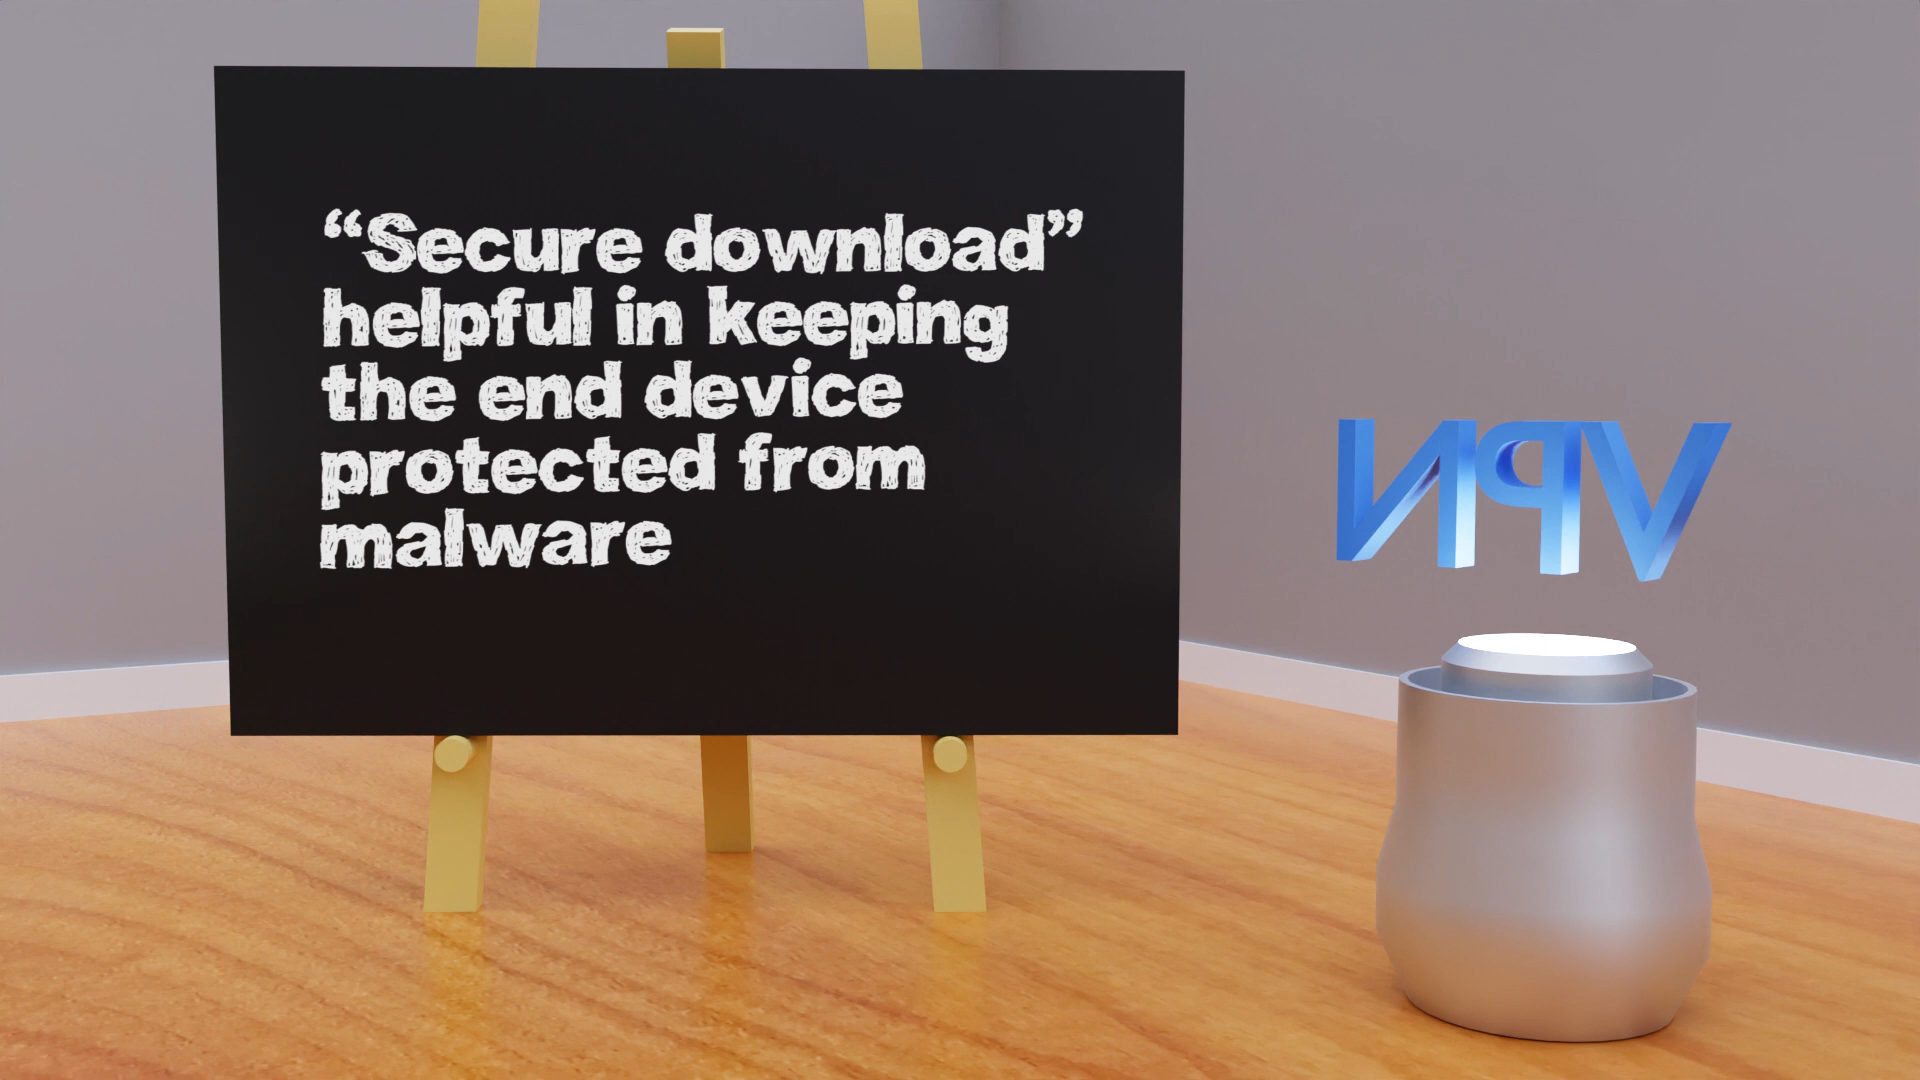 “Secure download”
helpful in keeping
the end device
protected from
malware
VPN